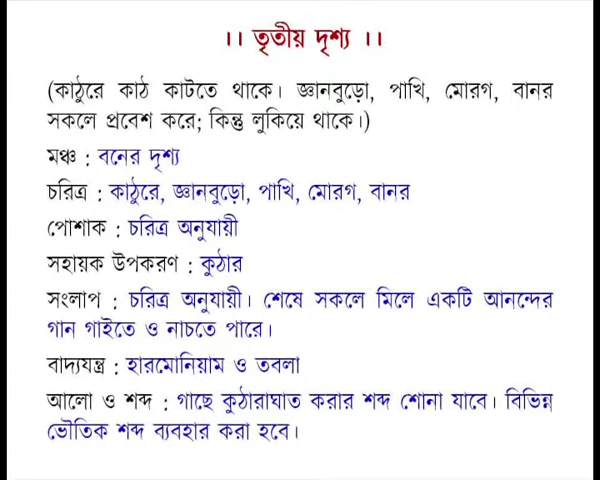 ।। তৃতীয় দৃশ্য ।।
(কাঠুরে কাঠ কাটতে থাকে। জ্ঞানবুড়ো, পাখি, মোরগ, বানর
সকলে প্রবেশ করে; কিন্তু লুকিয়ে থাকে।)
মঞ্চ : বনের দৃশ্য
চরিত্র : কাঠুরে, জ্ঞানবুড়ো, পাখি, মোরগ, বানর
পোশাক : চরিত্র অনুযায়ী
সহায়ক উপকরণ : কুঠার
সংলাপ : চরিত্র অনুযায়ী। শেষে সকলে মিলে একটি আনন্দের
গান গাইতে ও নাচতে পারে।
বাদ্যযন্ত্র : হারমোনিয়াম ও তবলা
আলো ও শব্দ : গাছে কুঠারাঘাত করার শব্দ শোনা যাবে। বিভিন্ন
ভৌতিক শব্দ ব্যবহার করা হবে।